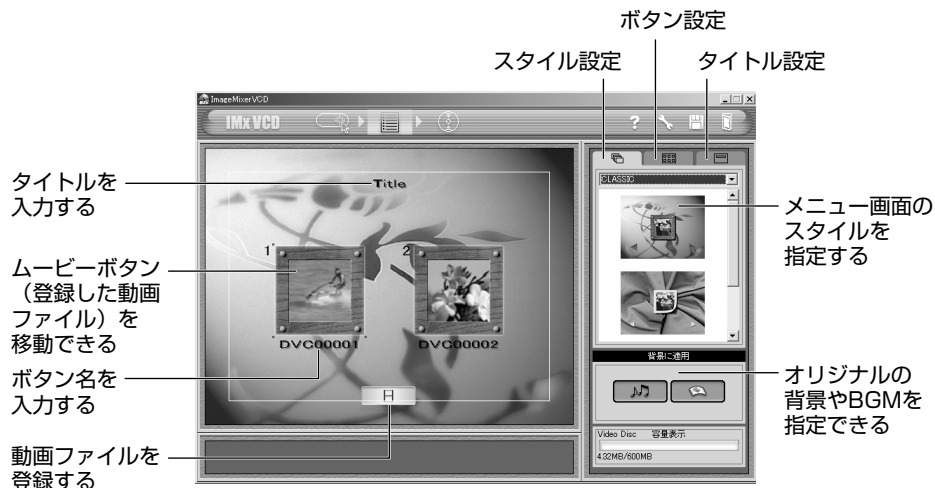 ボタン設定
スタイル設定
タイトル設定
ImageMixerVCD
IMx VCD
?
CLASSIC
タイトルを
入力する
Title
メニュー画面の
スタイルを
指定する
1
2
ムービーボタン
（登録した動画
ファイル）を
移動できる
DVC00001
DVC00002
背景に適用
ボタン名を
入力する
オリジナルの
背景やBGMを
指定できる
Video Disc 容量表示
4.32MB/600MB
動画ファイルを
登録する